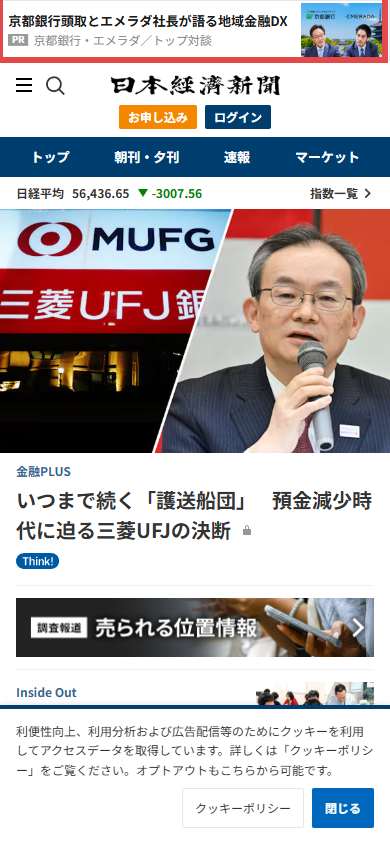 京都銀行頭取とエメラダ社長が語る地域金融DX
PR 京都銀行・エメラダ／トップ対談
京都銀行 EMERADA
日本経済新聞
お申し込み ログイン
トップ 朝刊・夕刊 速報 マーケット
日経平均 56,436.65 ▼ -3007.56 指数一覧
MUFG
三菱UFJ銀
金融PLUS
いつまで続く「護送船団」　預金減少時
代に迫る三菱UFJの決断
Think!
調査報道 売られる位置情報
Inside Out
利便性向上、利用分析および広告配信等のためにクッキーを利用
してアクセスデータを取得しています。詳しくは「クッキーポリシ
ー」をご覧ください。オプトアウトもこちらから可能です。
クッキーポリシー 閉じる